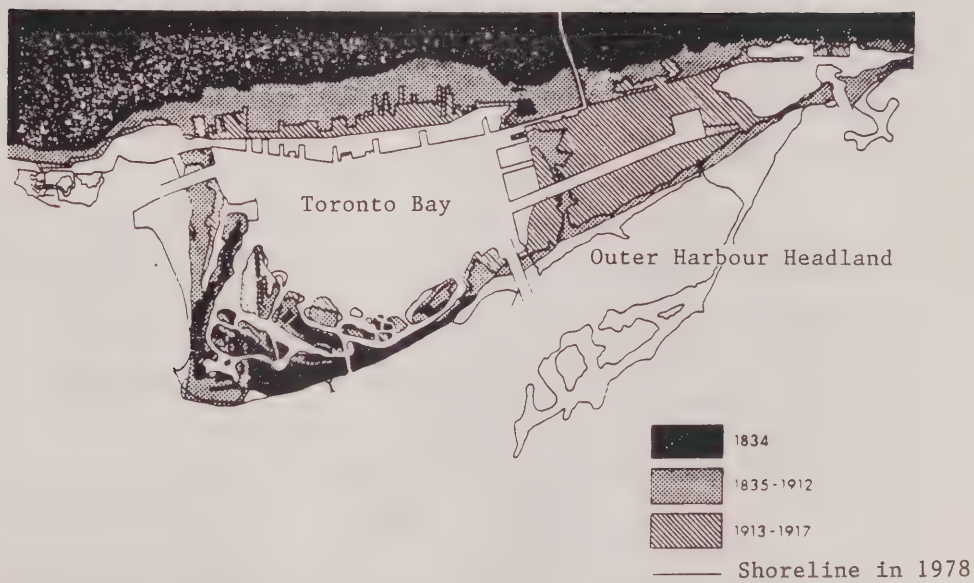 Toronto Bay
Outer Harbour Headland
1834
1835-1912
1913-1917
Shoreline in 1978